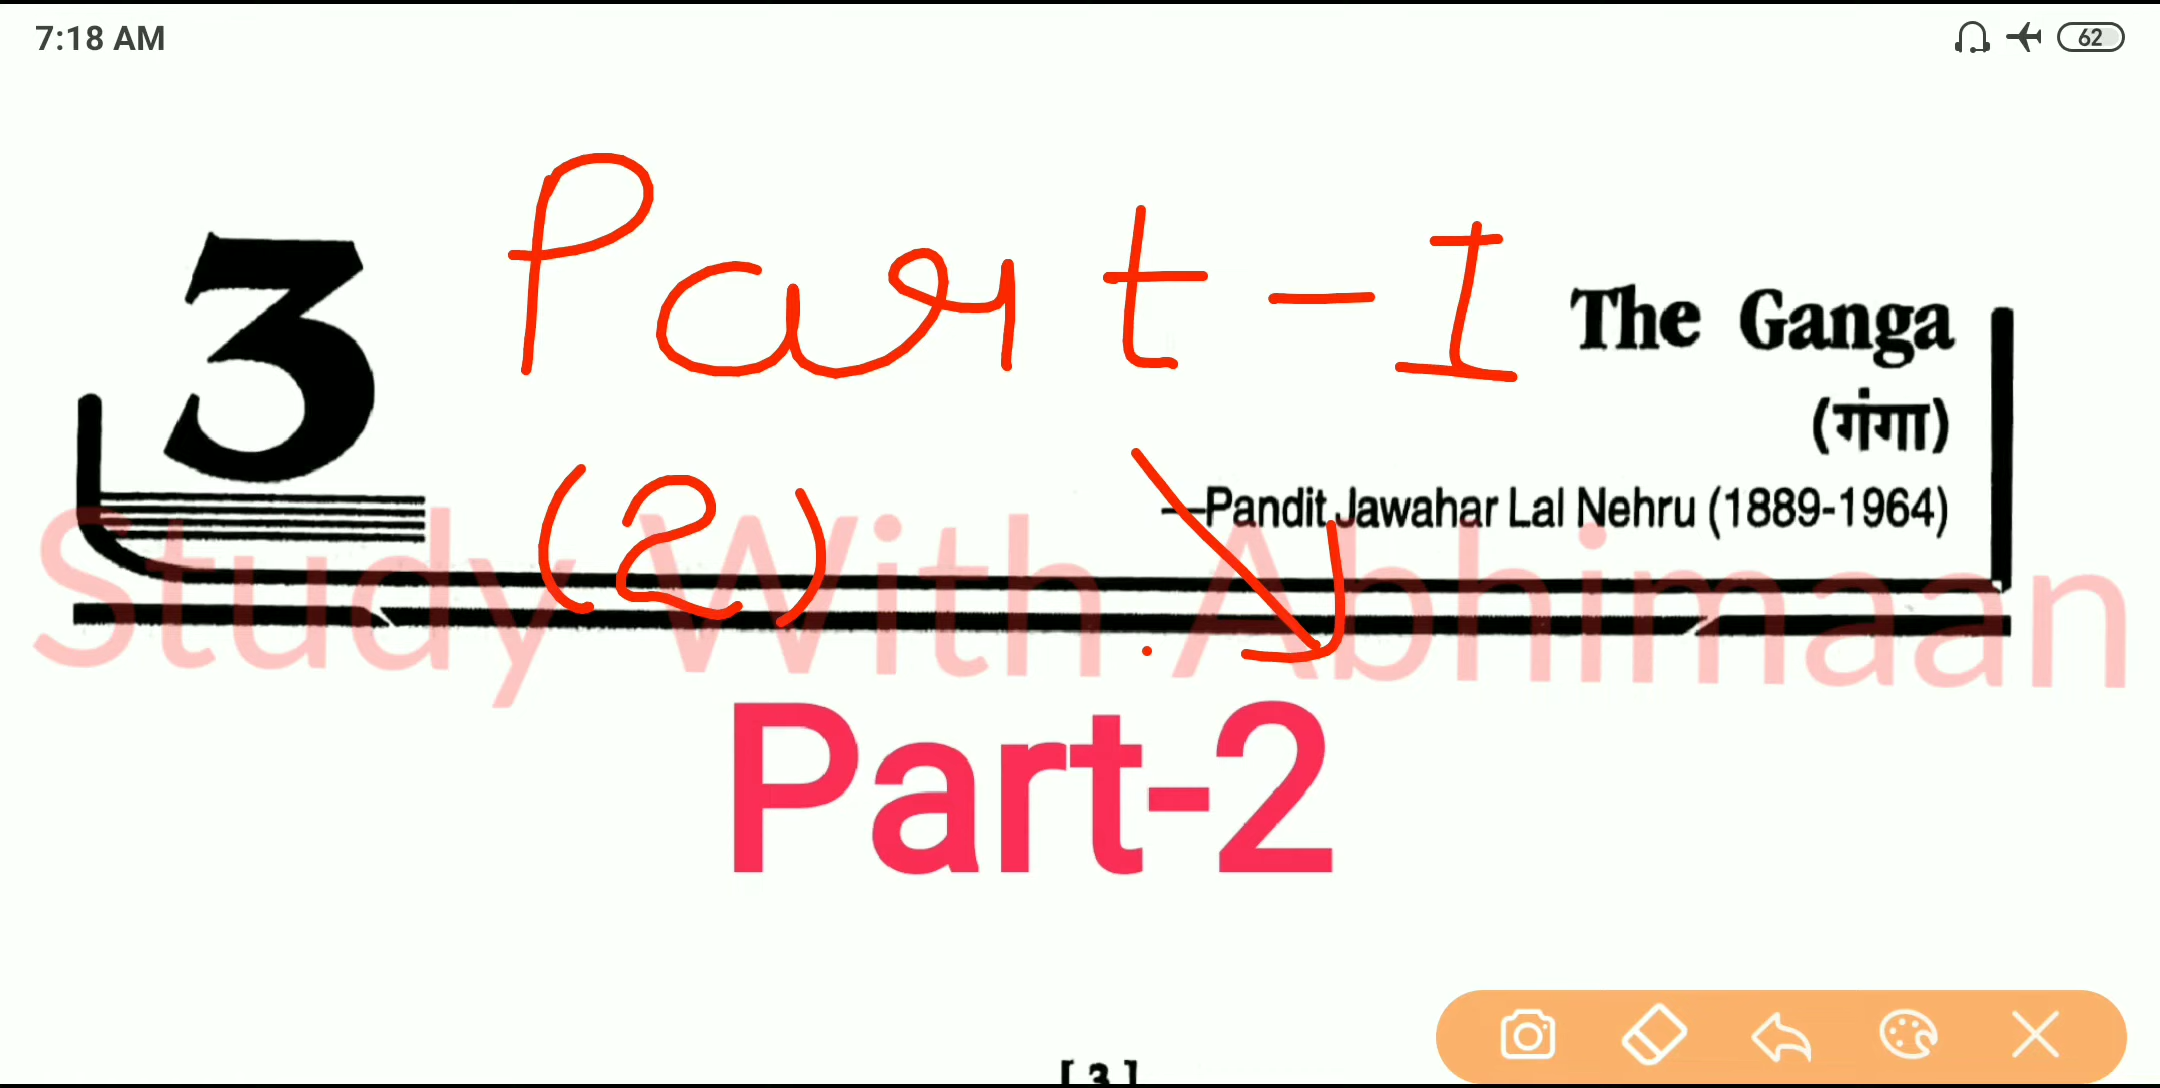 7:18 AM 62
Part-I
3
The Ganga
(गंगा)
(2)
—Pandit Jawahar Lal Nehru (1889-1964)
Study With Abhimaan
Part-2
[ 3 ]